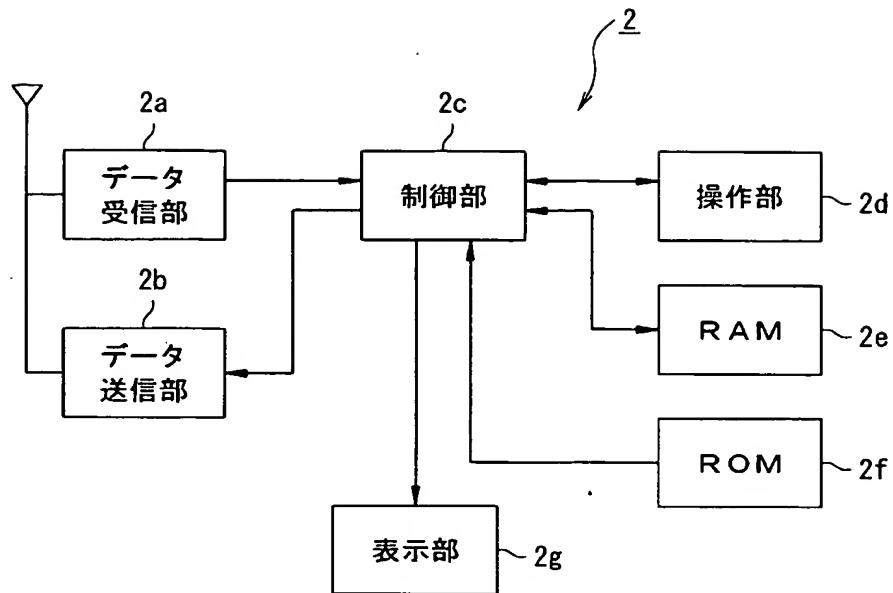 2
2a
データ
受信部
2c
制御部
操作部
2d
2b
データ
送信部
RAM
2e
ROM
2f
表示部
2g